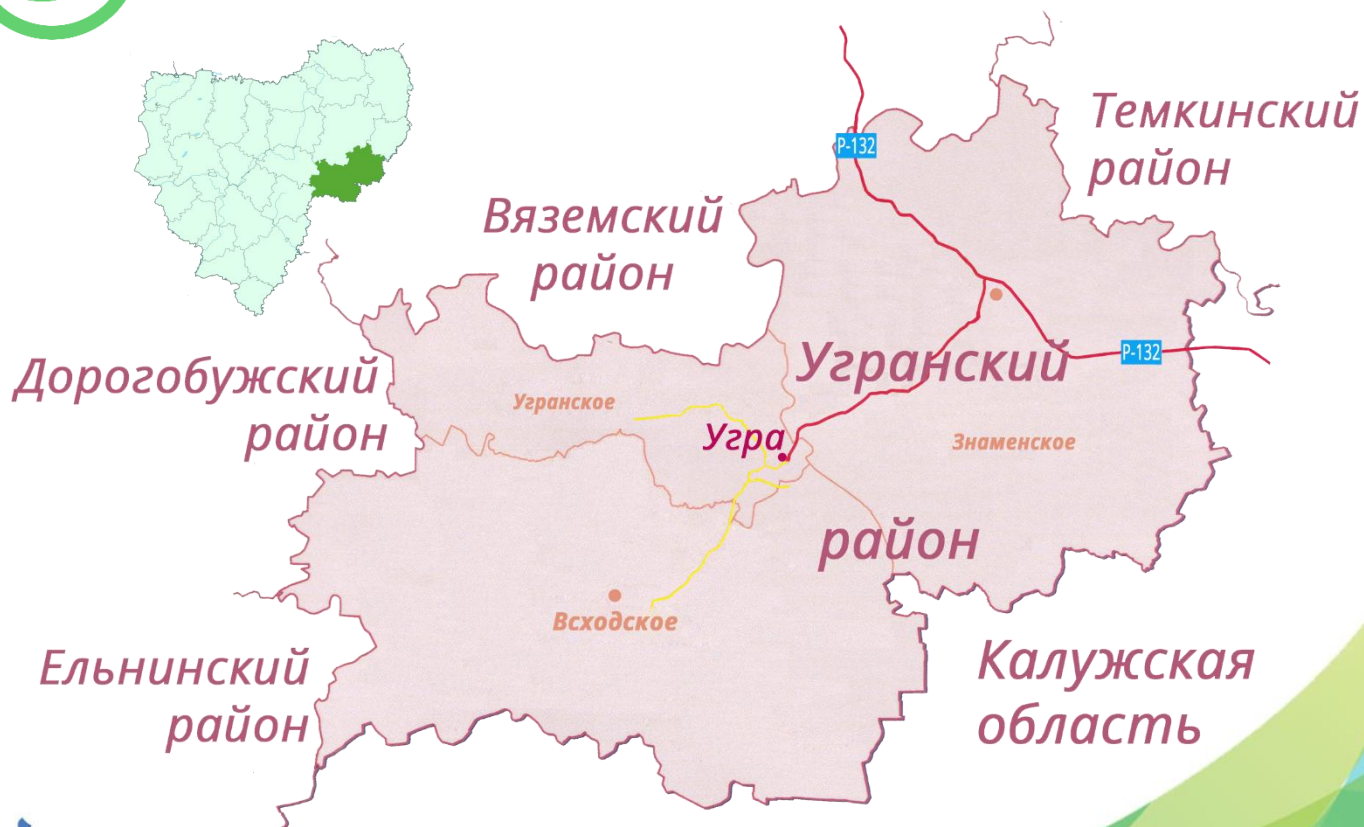 Р-132
Темкинский
район
Вяземский
район
Дорогобужский
район
Угранское
Угранский
Р-132
Угра
Знаменское
район
Всходское
Ельнинский
район
Калужская
область